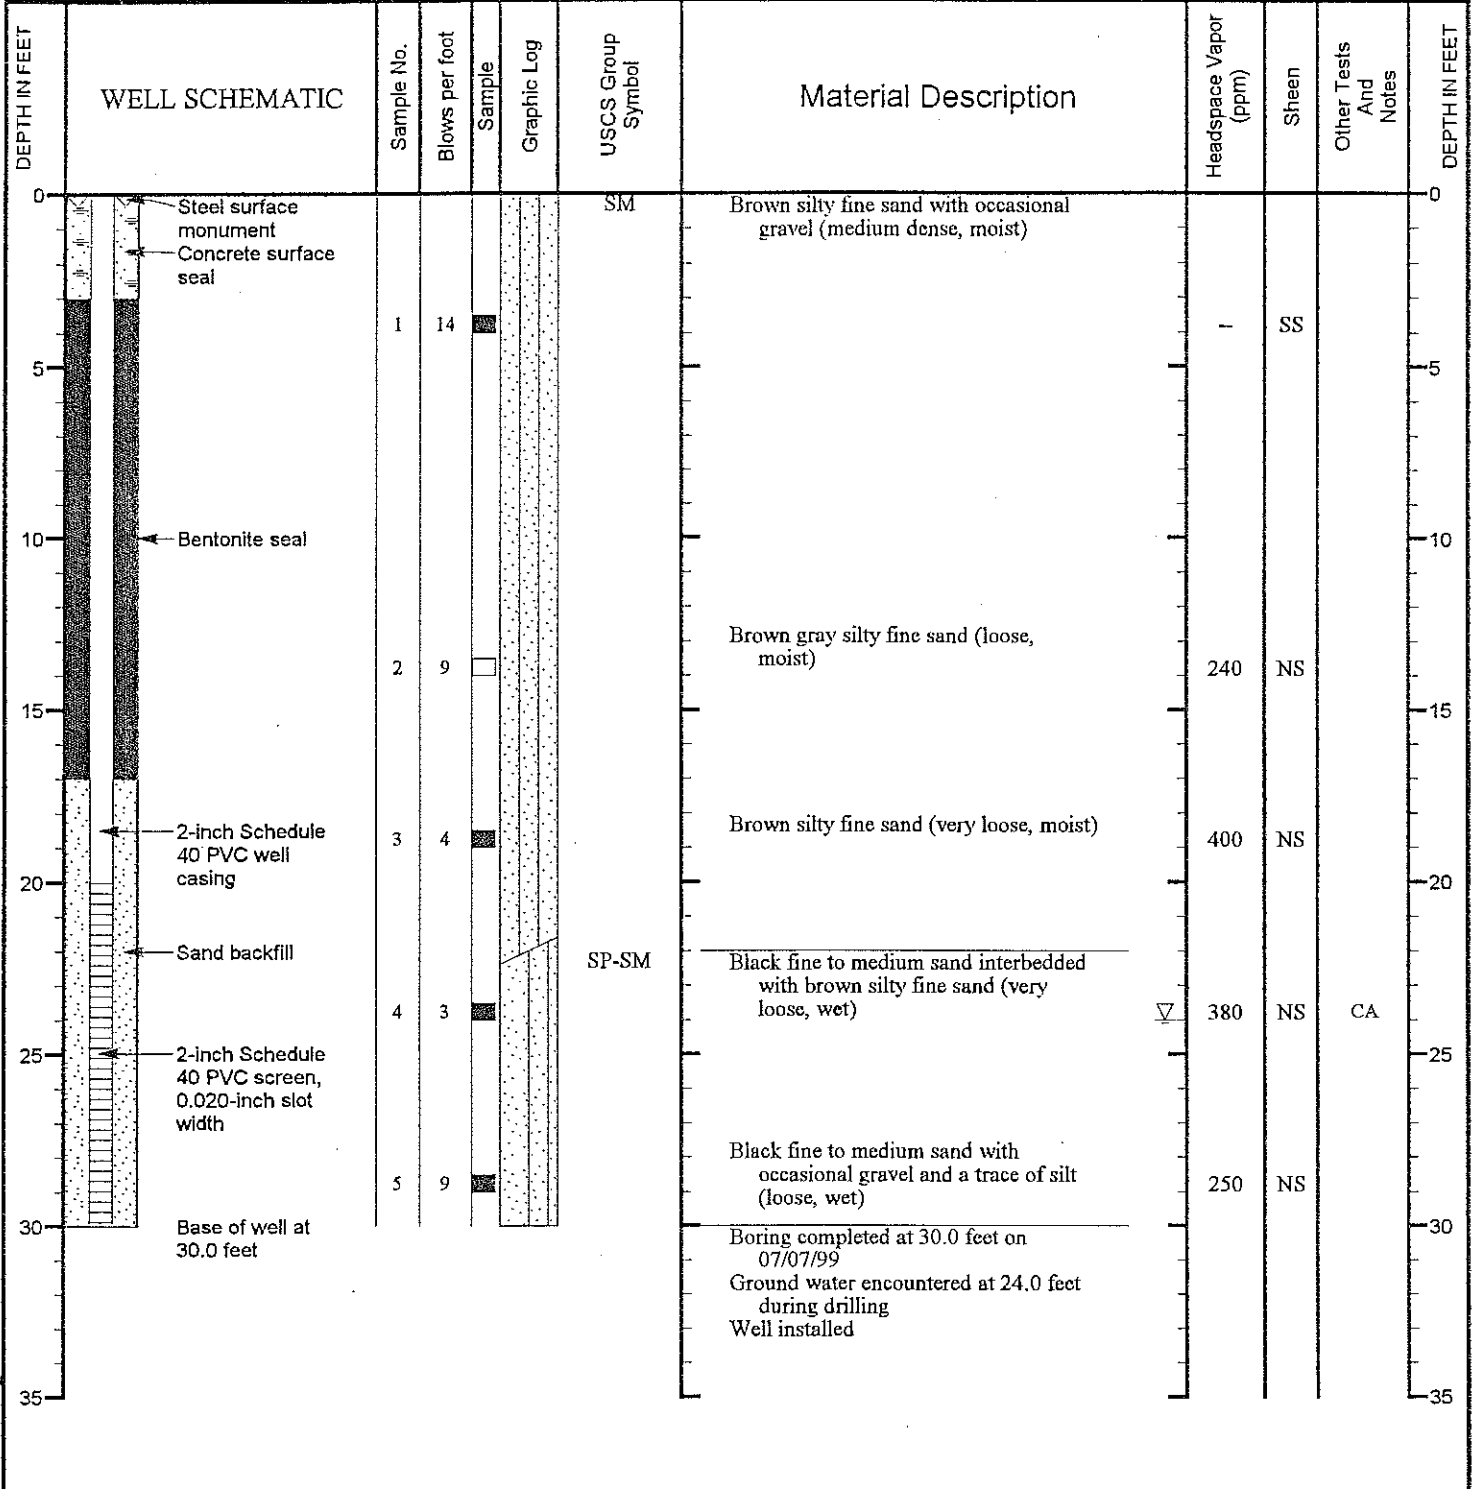 DEPTH IN FEET
WELL SCHEMATIC
Sample No.
Blows per foot
Sample
Graphic Log
USCS Group
Symbol
Material Description
Headspace Vapor
(ppm)
Sheen
Other Tests
And
Notes
DEPTH IN FEET
0
Steel surface
monument
Concrete surface
seal
SM
Brown silty fine sand with occasional
gravel (medium dense, moist)
0
1 14 – SS
5 5
10 Bentonite seal 10
Brown gray silty fine sand (loose,
moist)
2 9 240 NS
15 15
2-inch Schedule
40 PVC well
casing
3 4
Brown silty fine sand (very loose, moist)
400 NS
20 20
Sand backfill
SP-SM
Black fine to medium sand interbedded
with brown silty fine sand (very
loose, wet)
4 3 380 NS CA
25 25
2-inch Schedule
40 PVC screen,
0.020-inch slot
width
Black fine to medium sand with
occasional gravel and a trace of silt
(loose, wet)
5 9 250 NS
30 30
Base of well at
30.0 feet
Boring completed at 30.0 feet on
07/07/99
Ground water encountered at 24.0 feet
during drilling
Well installed
35 35